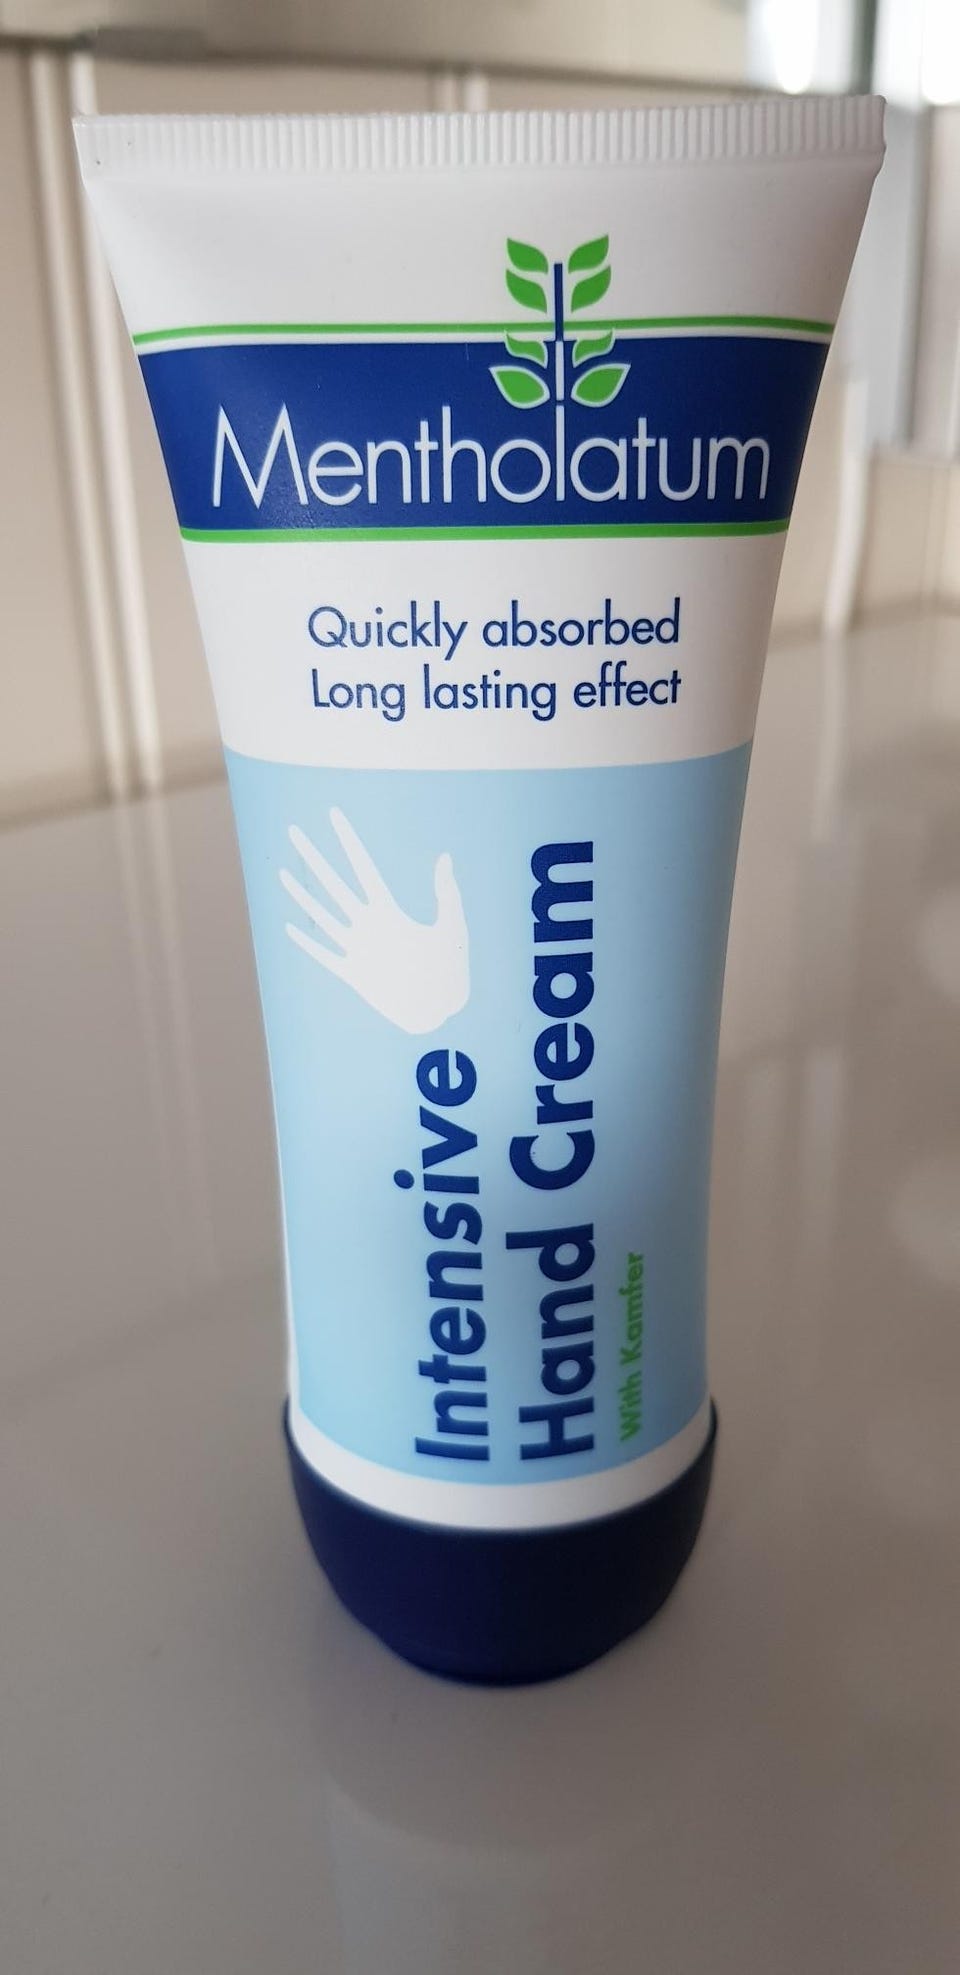 Mentholatum
Quickly absorbed
Long lasting effect
Intensive
Hand Cream
With Kamfer